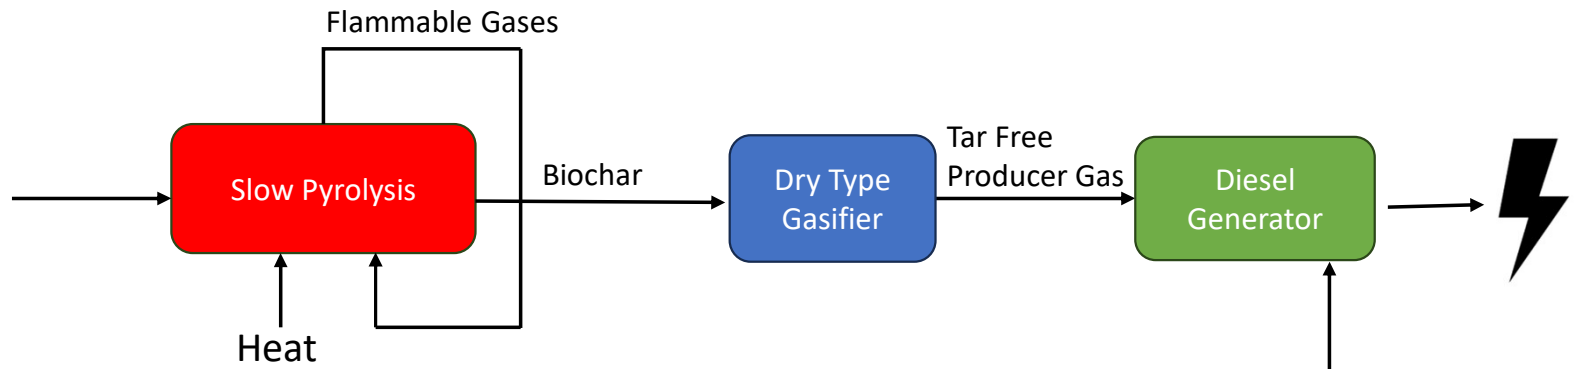 Flammable Gases
Slow Pyrolysis
Heat
Biochar
Dry Type
Gasifier
Tar Free
Producer Gas
Diesel
Generator